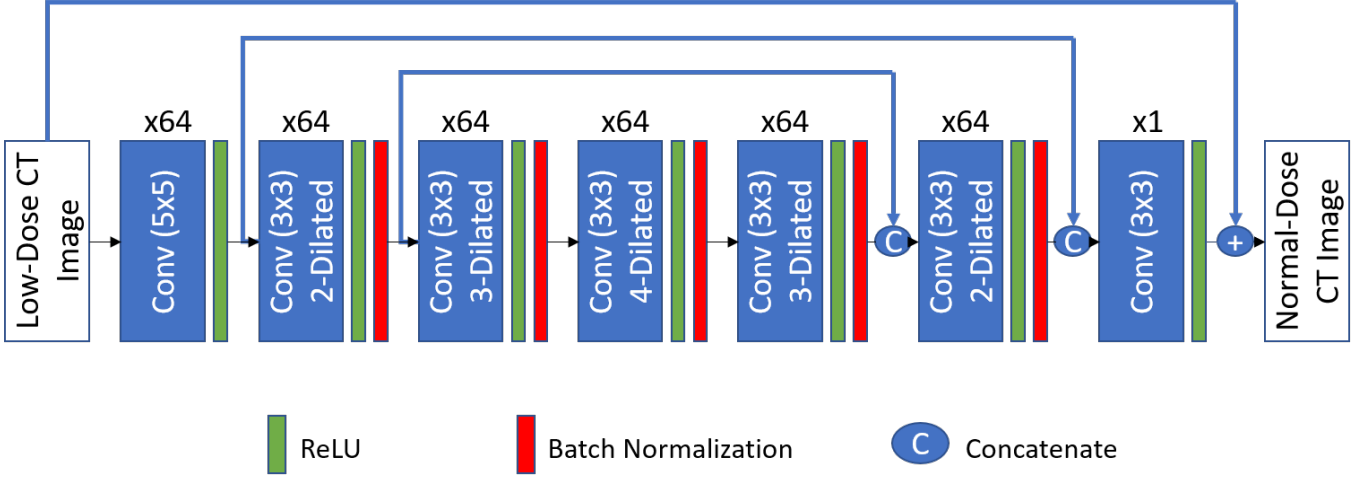 x64
x64
x64
x64
x64
x64
x1
Low-Dose CT
Image
Conv (5x5)
Conv (3x3)
2-Dilated
Conv (3x3)
3-Dilated
Conv (3x3)
4-Dilated
Conv (3x3)
3-Dilated
C
Conv (3x3)
2-Dilated
C
Conv (3x3)
+
Normal-Dose
CT Image
ReLU
Batch Normalization
C
Concatenate